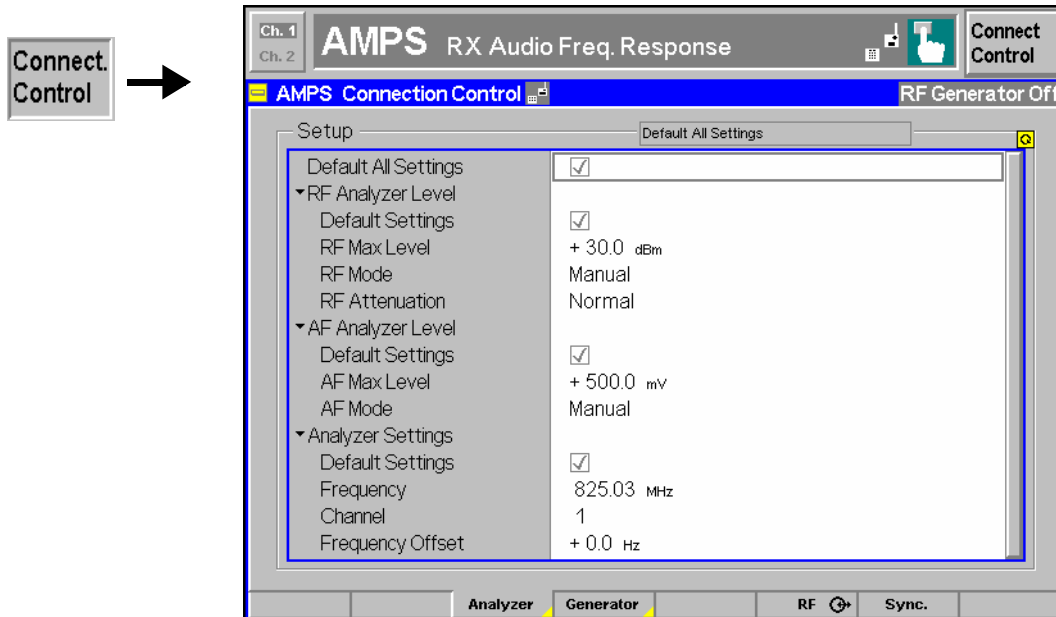 Connect.
Control
Ch. 1
Ch. 2
AMPS RX Audio Freq. Response
Connect
Control
AMPS Connection Control
RF Generator Off
Setup
Default All Settings
Default All Settings
RF Analyzer Level
Default Settings
RF Max Level + 30.0 dBm
RF Mode Manual
RF Attenuation Normal
AF Analyzer Level
Default Settings
AF Max Level + 500.0 mV
AF Mode Manual
Analyzer Settings
Default Settings
Frequency 825.03 MHz
Channel 1
Frequency Offset + 0.0 Hz
Analyzer Generator RF Sync.